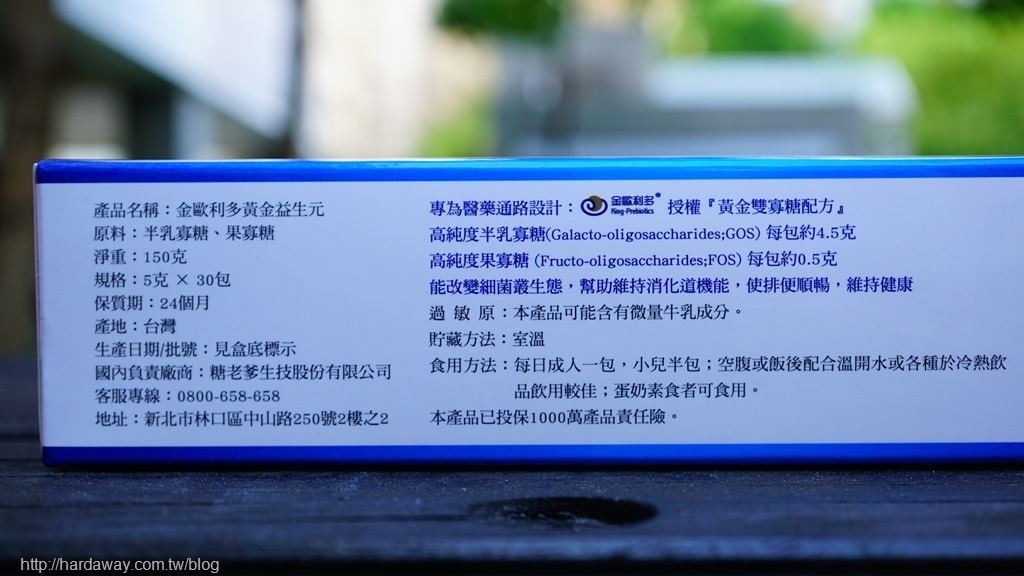 產品名稱：金歐利多黃金益生元
原料：半乳寡糖、果寡糖
淨重：150克
規格：5克 × 30包
保質期：24個月
產地：台灣
生產日期/批號：見盒底標示
國內負責廠商：糖老爹生技股份有限公司
客服專線：0800-658-658
地址：新北市林口區中山路250號2樓之2
專為醫藥通路設計：金歐利多® King-Prebiotics 授權『黃金雙寡糖配方』
高純度半乳寡糖(Galacto-oligosaccharides;GOS) 每包約4.5克
高純度果寡糖 (Fructo-oligosaccharides;FOS) 每包約0.5克
能改變細菌叢生態，幫助維持消化道機能，使排便順暢，維持健康
過 敏 原：本產品可能含有微量牛乳成分。
貯藏方法：室溫
食用方法：每日成人一包，小兒半包；空腹或飯後配合溫開水或各種於冷熱飲
品飲用較佳；蛋奶素食者可食用。
本產品已投保1000萬產品責任險。
http://hardaway.com.tw/blog